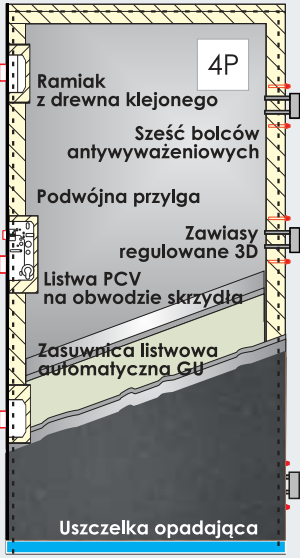 4P
Ramiak
z drewna klejonego
Sześć bolców
antywyważeniowych
Podwójna przylga
Zawiasy
regulowane 3D
Listwa PCV
na obwodzie skrzydła
Zasuwnica listwowa
automatyczna GU
Uszczelka opadająca